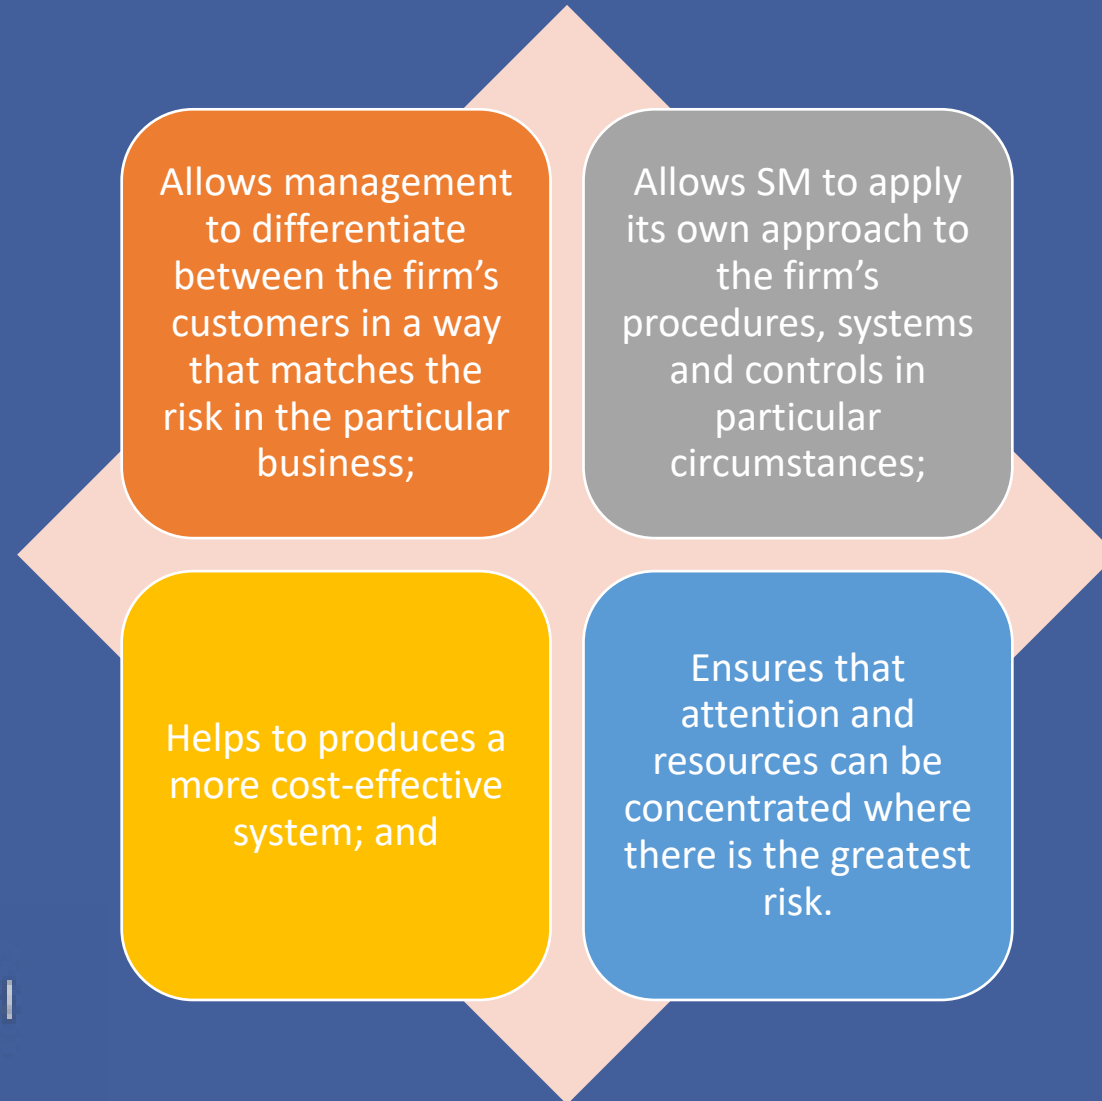 Allows management
to differentiate
between the firm's
customers in a way
that matches the
risk in the particular
business;
Allows SM to apply
its own approach to
the firm's
procedures, systems
and controls in
particular
circumstances;
Helps to produces a
more cost-effective
system; and
Ensures that
attention and
resources can be
concentrated where
there is the greatest
risk.